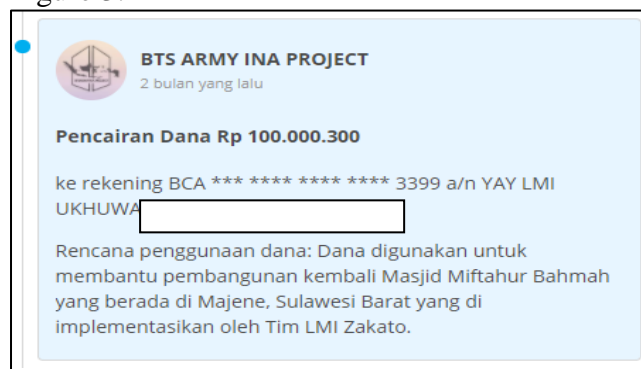 BTS ARMY INA PROJECT
2 bulan yang lalu
Pencairan Dana Rp 100.000.300
ke rekening BCA *** **** **** **** 3399 a/n YAY LMI
UKHUWA
Rencana penggunaan dana: Dana digunakan untuk
membantu pembangunan kembali Masjid Miftahur Bahmah
yang berada di Majene, Sulawesi Barat yang di
implementasikan oleh Tim LMI Zakato.